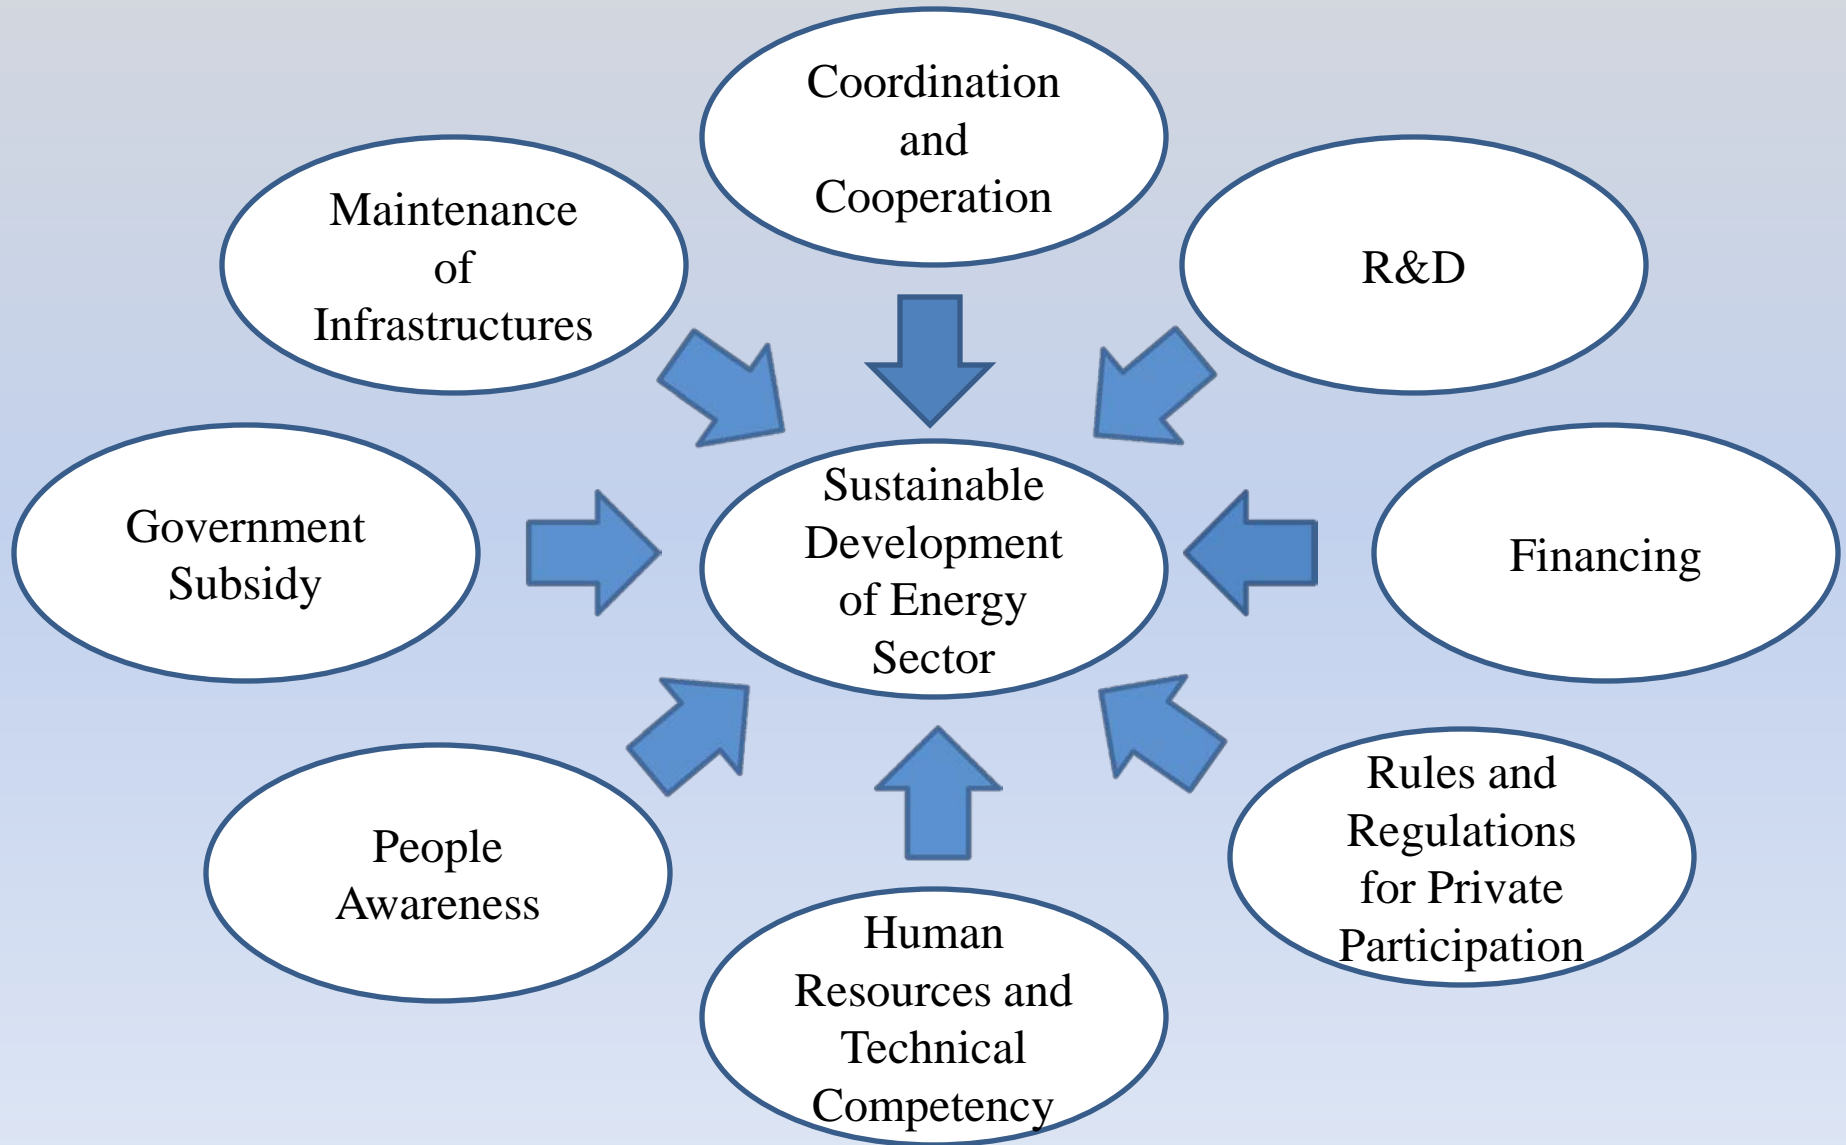 Coordination
and
Cooperation
Maintenance
of
Infrastructures
R&D
Government
Subsidy
Sustainable
Development
of Energy
Sector
Financing
People
Awareness
Human
Resources and
Technical
Competency
Rules and
Regulations
for Private
Participation